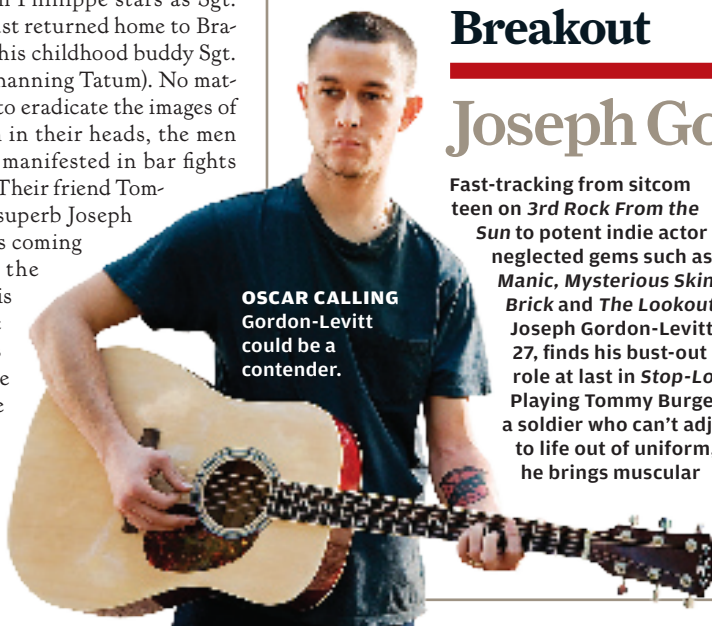 Philippe stars as Sgt.
st returned home to Bra-
his childhood buddy Sgt.
hanning Tatum). No mat-
to eradicate the images of
in their heads, the men
manifested in bar fights
Their friend Tom-
superb Joseph
s coming
the
is
e
e
OSCAR CALLING
Gordon-Levitt
could be a
contender.
Breakout
Joseph Go
Fast-tracking from sitcom
teen on 3rd Rock From the
Sun to potent indie actor
neglected gems such as
Manic, Mysterious Skin
Brick and The Lookout
Joseph Gordon-Levitt
27, finds his bust-out
role at last in Stop-Lo
Playing Tommy Burge
a soldier who can't adj
to life out of uniform,
he brings muscular